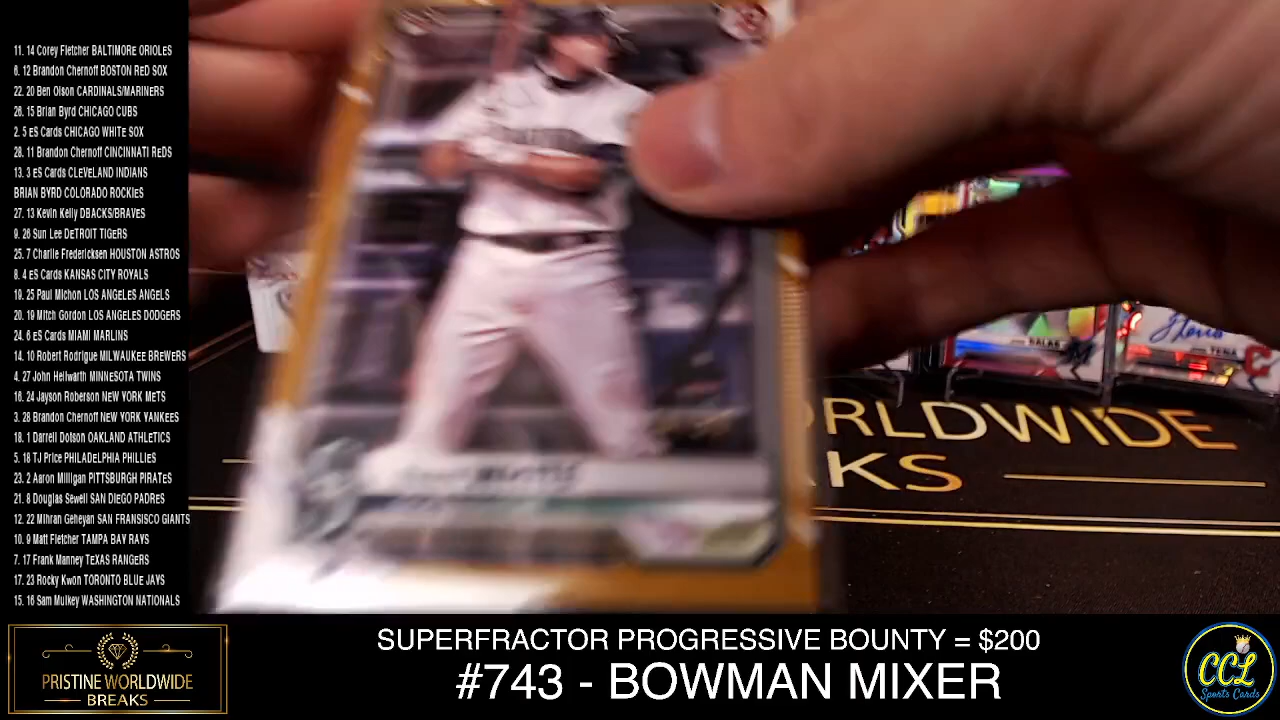 11. 14 Corey Fletcher BALTIMORE ORIOLES
6. 12 Brandon Chernoff BOSTON RED SOX
22. 20 Ben Olson CARDINALS/MARINERS
26. 15 Brian Byrd CHICAGO CUBS
2. 5 eS Cards CHICAGO WHITe SOX
28. 11 Brandon Chernoff CINCINNATI ReDS
13. 3 eS Cards CLeVeLAND INDIANS
BRIAN BYRD COLORADO ROCKIeS
27. 13 Kevin Kelly DBACKS/BRAVeS
9. 26 Sun Lee DETROIT TIGERS
25. 7 Charlie Fredericksen HOUSTON ASTROS
8. 4 eS Cards KANSAS CITY ROYALS
19. 25 Paul Michon LOS ANGELeS ANGELS
20. 19 Mitch Gordon LOS ANGELeS DODGERS
24. 6 eS Cards MIAMI MARLINS
14. 10 Robert Rodrigue MILWAUKee BReWeRS
4. 27 John Hellwarth MINNeSOTA TWINS
16. 24 Jayson Roberson NEW YORK METS
3. 28 Brandon Chernoff NeW YORK YANKEeS
18. 1 Darrell Dotson OAKLAND ATHLETICS
5. 18 TJ Price PHILADeLPHIA PHILLIeS
23. 2 Aaron Milligan PITTSBURGH PIRATeS
21. 8 Douglas Sewell SAN DIEGO PADRES
12. 22 Mihran Geheyan SAN FRANSISCO GIANTS
10. 9 Matt Fletcher TAMPA BAY RAYS
7. 17 Frank Manney TeXAS RANGERS
17. 23 Rocky Kwon TORONTO BLUe JAYS
15. 16 Sam Mulkey WASHINGTON NATIONALS
SALAS
PENA
RLDWIDE
KS
PRISTINE WORLDWIDE
BREAKS
SUPERFRACTOR PROGRESSIVE BOUNTY = $200
#743 - BOWMAN MIXER
CCL
Sports Cards